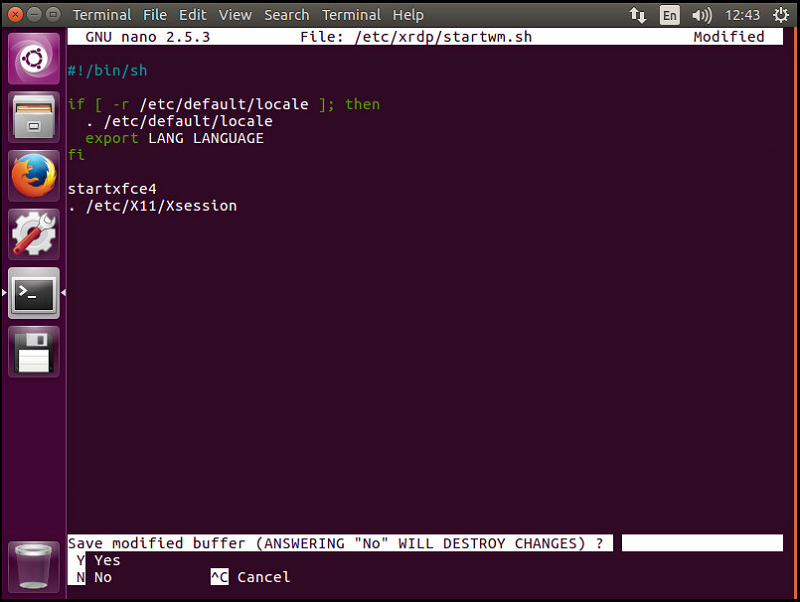 Terminal File Edit View Search Terminal Help En 12:43
GNU nano 2.5.3 File: /etc/xrdp/startwm.sh Modified
#!/bin/sh
if [ -r /etc/default/locale ]; then
. /etc/default/locale
export LANG LANGUAGE
fi
startxfce4
. /etc/X11/Xsession
>_
Save modified buffer (ANSWERING "No" WILL DESTROY CHANGES) ?
Y Yes
N No ^C Cancel